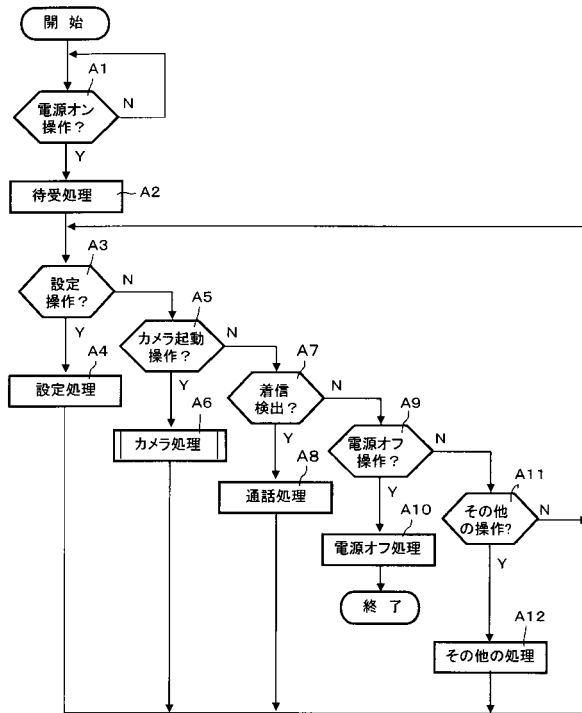 開 始
A1
電源オン
操作?
N
Y
待受処理
A2
A3
設定
操作?
N
Y
A4
設定処理
A5
カメラ起動
操作?
N
Y
A6
カメラ処理
A7
着信
検出?
N
Y
A8
通話処理
A9
電源オフ
操作?
N
Y
A10
電源オフ処理
終 了
A11
その他
の操作?
N
Y
A12
その他の処理